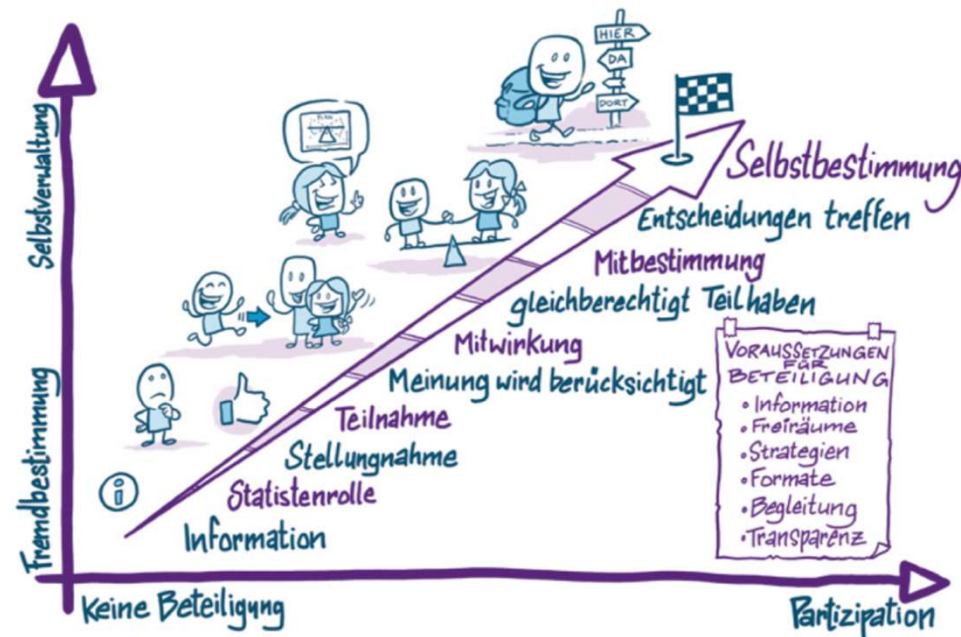 HIER
DA
DORT
PLAN
Selbstverwaltung
Fremdbestimmung
Selbstbestimmung
Entscheidungen treffen
Mitbestimmung
gleichberechtigt Teilhaben
Mitwirkung
Meinung wird berücksichtigt
Teilnahme
Stellungnahme
Statistenrolle
Information
i
VORAUSSETZUNGEN
FÜR
BETEILIGUNG
• Information
• Freiräume
• Strategien
• Formate
• Begleitung
• Transparenz
Keine Beteiligung
Partizipation